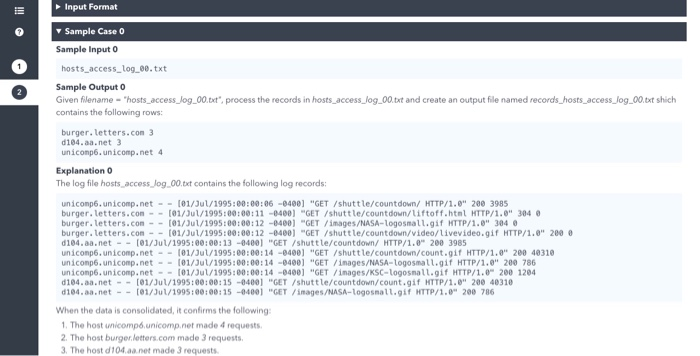 Input Format
Sample Case 0
Sample Input 0
hosts_access_log_00.txt
Sample Output 0
Given filename = "hosts_access_log_00.txt", process the records in hosts_access_log_00.txt and create an output file named records_hosts_access_log_00.txt shich
contains the following rows:
burger.letters.com 3
d104.aa.net 3
unicomp6.unicomp.net 4
Explanation 0
The log file hosts_access_log_00.txt contains the following log records:
unicomp6.unicomp.net - - [01/Jul/1995:00:00:06 -0400] "GET /shuttle/countdown/ HTTP/1.0" 200 3985
burger.letters.com - - [01/Jul/1995:00:00:11 -0400] "GET /shuttle/countdown/liftoff.html HTTP/1.0" 304 0
burger.letters.com - - [01/Jul/1995:00:00:12 -0400] "GET /images/NASA-logosmall.gif HTTP/1.0" 304 0
burger.letters.com - - [01/Jul/1995:00:00:12 -0400] "GET /shuttle/countdown/video/livevideo.gif HTTP/1.0" 200 0
d104.aa.net - - [01/Jul/1995:00:00:13 -0400] "GET /shuttle/countdown/ HTTP/1.0" 200 3985
unicomp6.unicomp.net - - [01/Jul/1995:00:00:14 -0400] "GET /shuttle/countdown/count.gif HTTP/1.0" 200 40310
unicomp6.unicomp.net - - [01/Jul/1995:00:00:14 -0400] "GET /images/NASA-logosmall.gif HTTP/1.0" 200 786
unicomp6.unicomp.net - - [01/Jul/1995:00:00:14 -0400] "GET /images/KSC-logosmall.gif HTTP/1.0" 200 1204
d104.aa.net - - [01/Jul/1995:00:00:15 -0400] "GET /shuttle/countdown/count.gif HTTP/1.0" 200 40310
d104.aa.net - - [01/Jul/1995:00:00:15 -0400] "GET /images/NASA-logosmall.gif HTTP/1.0" 200 786
When the data is consolidated, it confirms the following:
1. The host unicomp6.unicomp.net made 4 requests.
2. The host burger.letters.com made 3 requests.
3. The host d104.aa.net made 3 requests.
?
1
2